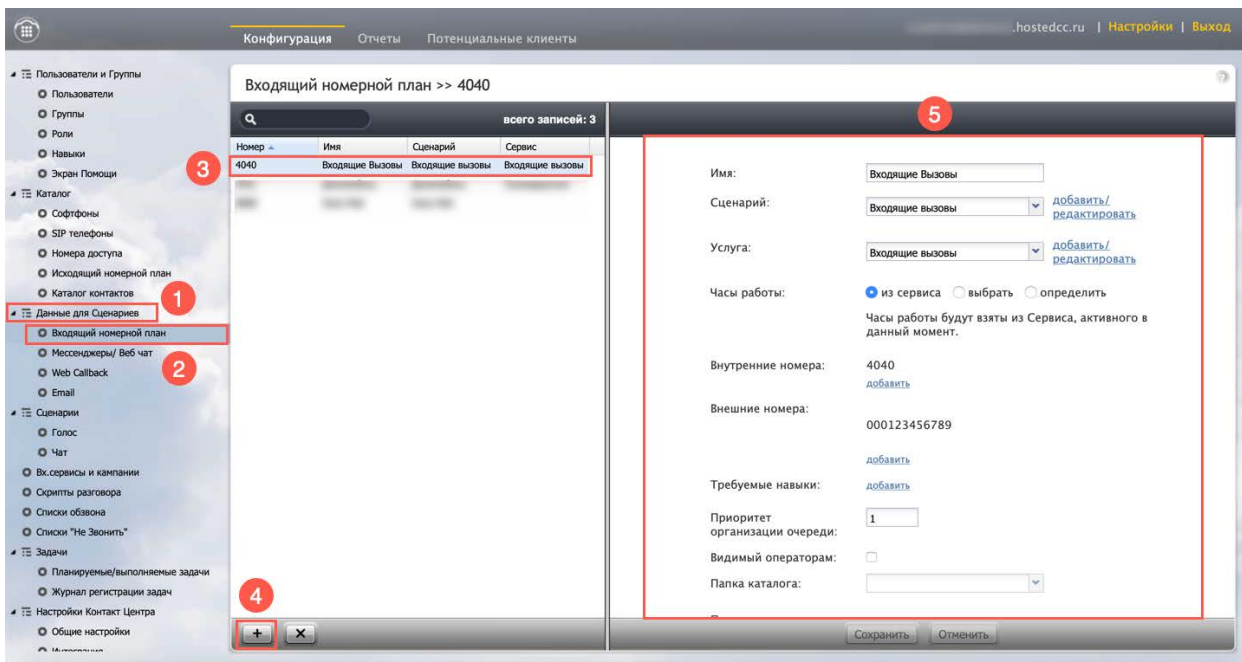 .hostedcc.ru | Настройки | Выход
Конфигурация Отчеты Потенциальные клиенты
Пользователи и Группы
Пользователи
Группы
Роли
Навыки
Экран Помощи
Каталог
Софтфоны
SIP телефоны
Номера доступа
Исходящий номерной план
Каталог контактов
1
Данные для Сценариев
Входящий номерной план
Мессенджеры/ Веб чат
2
Web Callback
Email
Сценарии
Голос
Чат
Вх.сервисы и кампании
Скрипты разговора
Списки обзвона
Списки "Не Звонить"
Задачи
Планируемые/выполняемые задачи
Журнал регистрации задач
Настройки Контакт Центра
Общие настройки
Входящий номерной план >> 4040
всего записей: 3
Номер Имя Сценарий Сервис
3
4040 Входящие Вызовы Входящие вызовы Входящие вызовы
4
+ X
5
Имя: Входящие Вызовы
Сценарий: Входящие вызовы добавить/
редактировать
Услуга: Входящие вызовы добавить/
редактировать
Часы работы: из сервиса выбрать определить
Часы работы будут взяты из Сервиса, активного в
данный момент.
Внутренние номера: 4040
добавить
Внешние номера:
000123456789
добавить
Требуемые навыки: добавить
Приоритет 1
организации очереди:
Видимый операторам:
Папка каталога:
Сохранить Отменить